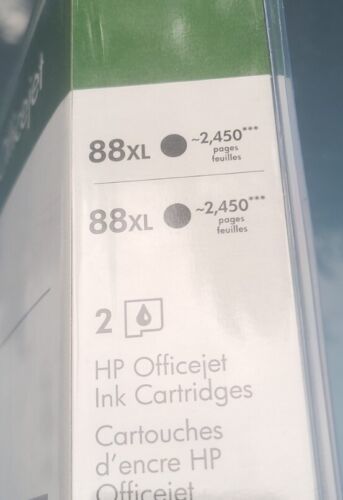 88XL ~2,450***
pages
feuilles
88XL ~2,450***
pages
feuilles
2
HP Officejet
Ink Cartridges
Cartouches
d'encre HP
Officejet